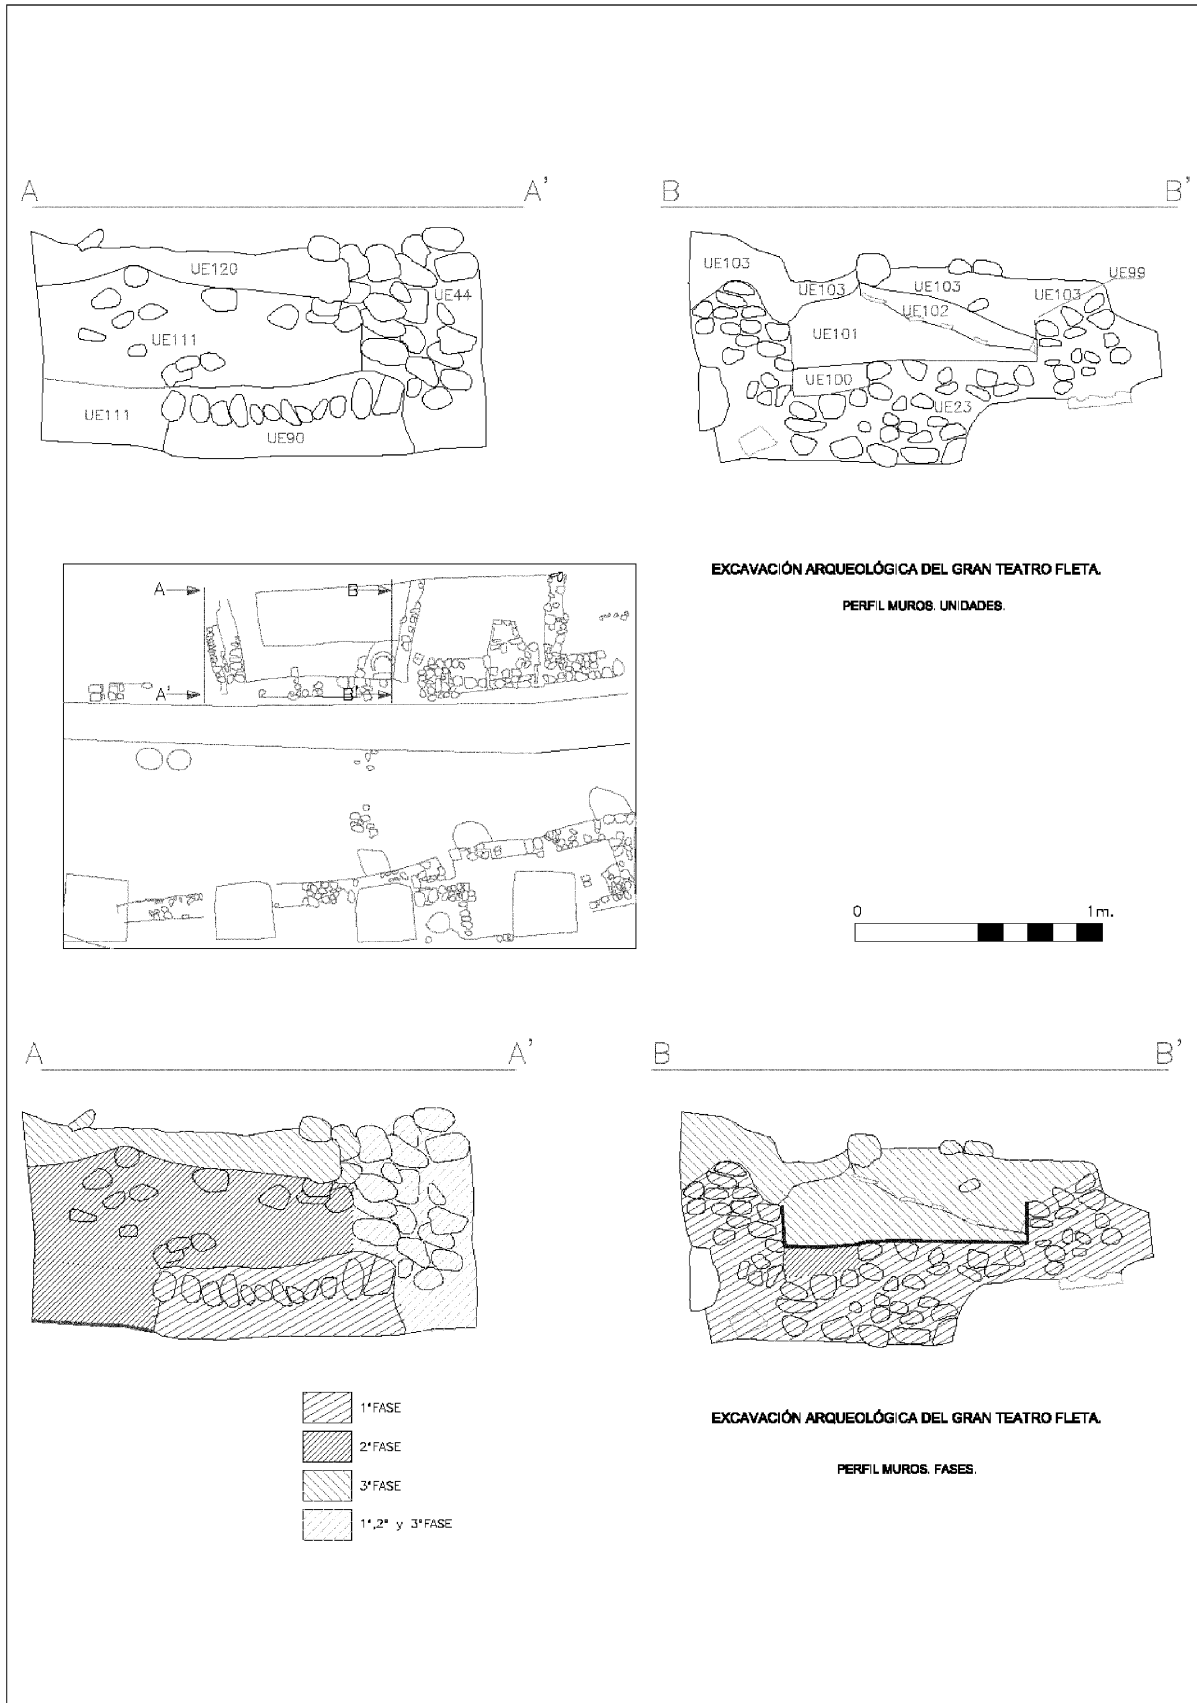 A A' B B'
UE120
UE44
UE111
UE111
UE90
UE103
UE103
UE103
UE103
UE99
UE102
UE101
UE100
UE23
EXCAVACIÓN ARQUEOLÓGICA DEL GRAN TEATRO FLETA.
PERFIL MUROS. UNIDADES.
A B
A' B'
0 1m.
A A' B B'
1ªFASE
2ªFASE
3ªFASE
1ª,2ª y 3ªFASE
EXCAVACIÓN ARQUEOLÓGICA DEL GRAN TEATRO FLETA.
PERFIL MUROS. FASES.